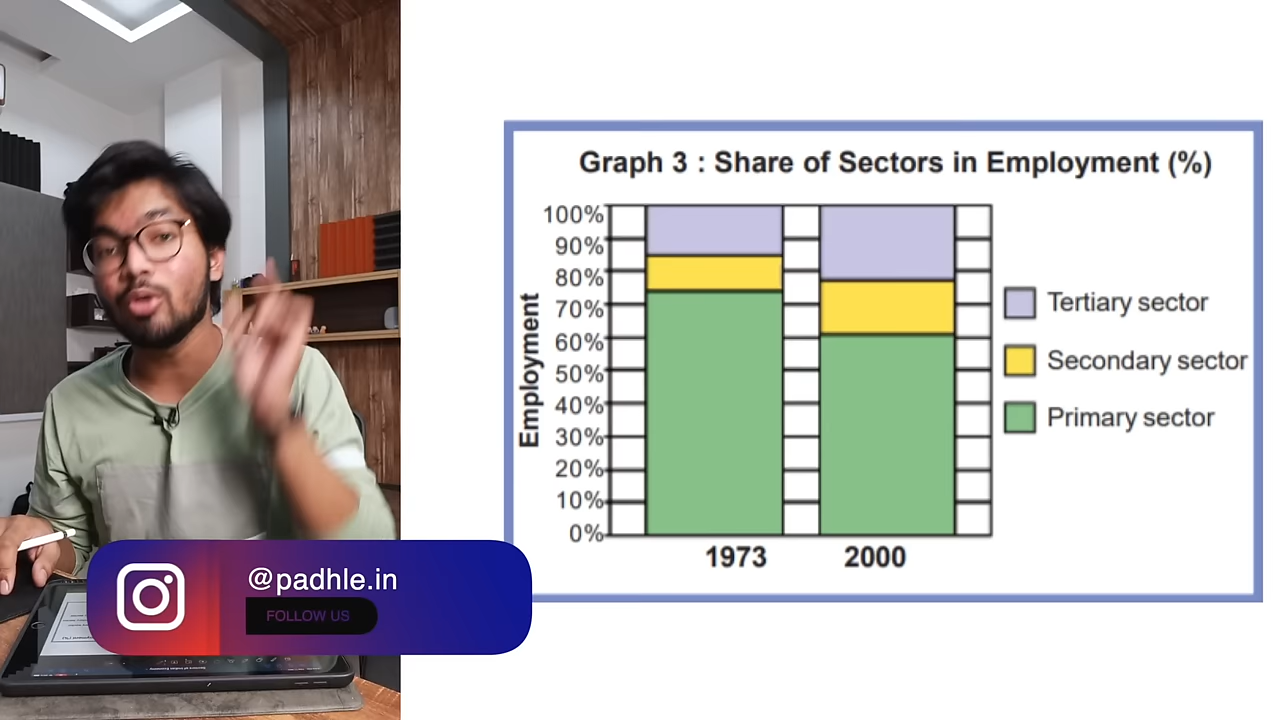 Graph 3 : Share of Sectors in Employment (%)
100%
90%
80%
70%
60%
50%
40%
30%
20%
10%
0%
Employment
1973
2000
Tertiary sector
Secondary sector
Primary sector
@padhle.in
FOLLOW US